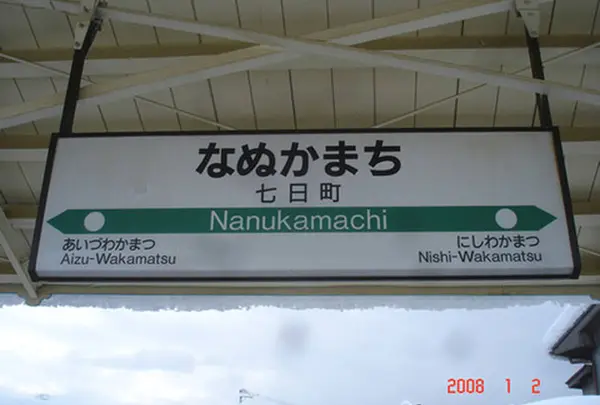 なぬかまち
七日町
Nanukamachi
あいづわかまつ
Aizu-Wakamatsu
にしわかまつ
Nishi-Wakamatsu
2008 1 2